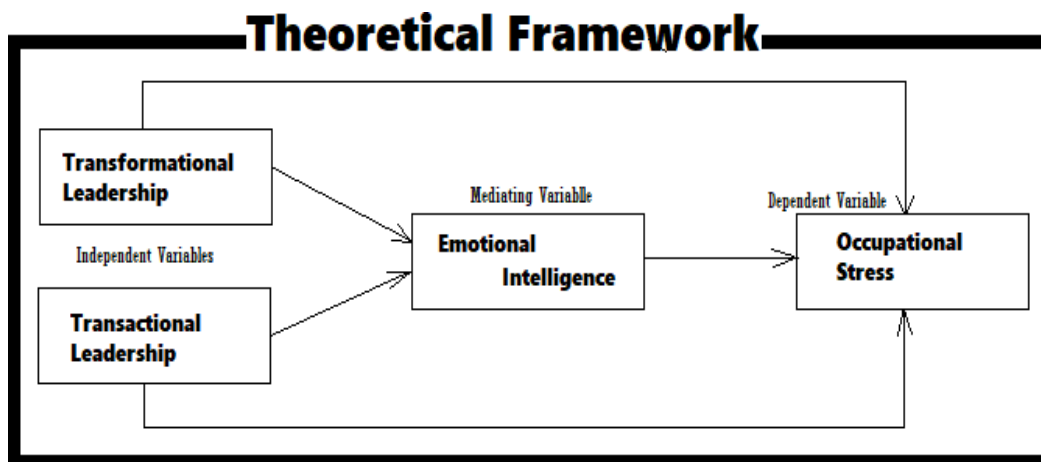 Theoretical Framework
Transformational
Leadership
Mediating Variablle
Dependent Variable
Emotional
Intelligence
Occupational
Stress
Independent Variables
Transactional
Leadership